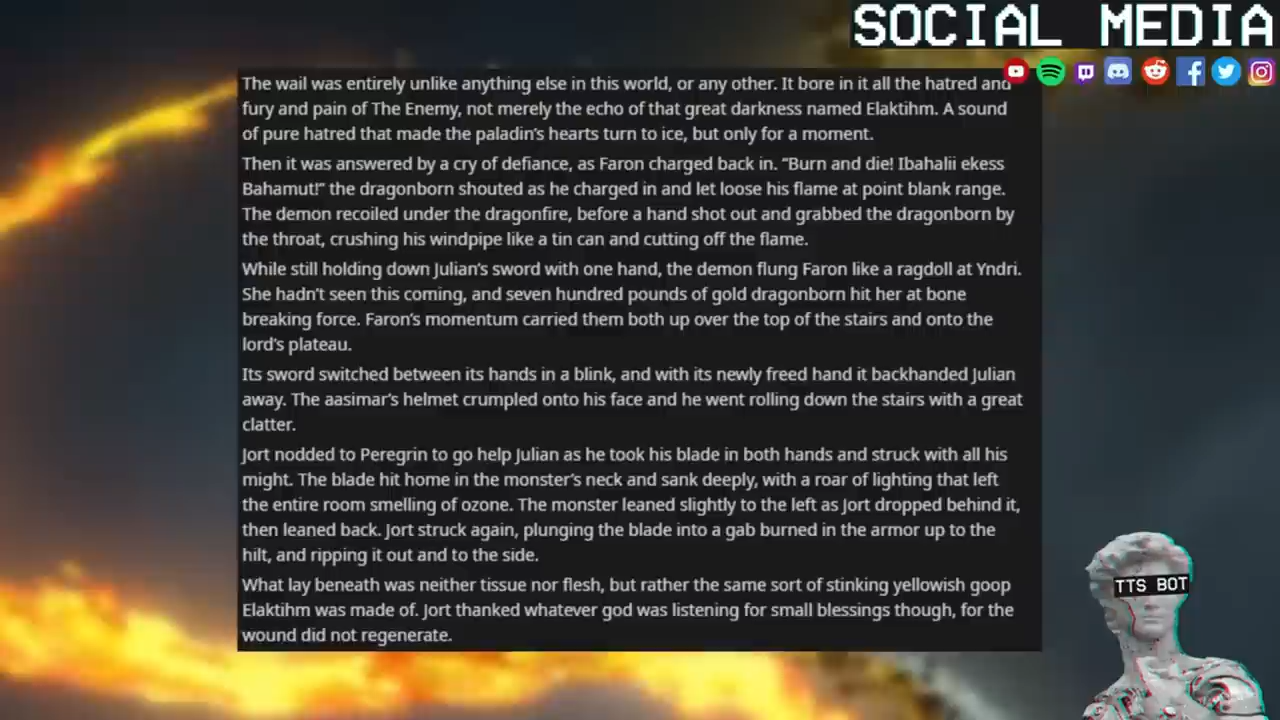 SOCIAL MEDIA
The wail was entirely unlike anything else in this world, or any other. It bore in it all the hatred and
fury and pain of The Enemy, not merely the echo of that great darkness named Elaktihm. A sound
of pure hatred that made the paladin's hearts turn to ice, but only for a moment.
Then it was answered by a cry of defiance, as Faron charged back in. "Burn and die! Ibahalii ekess
Bahamut!" the dragonborn shouted as he charged in and let loose his flame at point blank range.
The demon recoiled under the dragonfire, before a hand shot out and grabbed the dragonborn by
the throat, crushing his windpipe like a tin can and cutting off the flame.
While still holding down Julian's sword with one hand, the demon flung Faron like a ragdoll at Yndri.
She hadn't seen this coming, and seven hundred pounds of gold dragonborn hit her at bone
breaking force. Faron's momentum carried them both up over the top of the stairs and onto the
lord's plateau.
Its sword switched between its hands in a blink, and with its newly freed hand it backhanded Julian
away. The aasimar's helmet crumpled onto his face and he went rolling down the stairs with a great
clatter.
Jort nodded to Peregrin to go help Julian as he took his blade in both hands and struck with all his
might. The blade hit home in the monster's neck and sank deeply, with a roar of lighting that left
the entire room smelling of ozone. The monster leaned slightly to the left as Jort dropped behind it,
then leaned back. Jort struck again, plunging the blade into a gab burned in the armor up to the
hilt, and ripping it out and to the side.
What lay beneath was neither tissue nor flesh, but rather the same sort of stinking yellowish goop
Elaktihm was made of. Jort thanked whatever god was listening for small blessings though, for the
wound did not regenerate.
TTS BOT